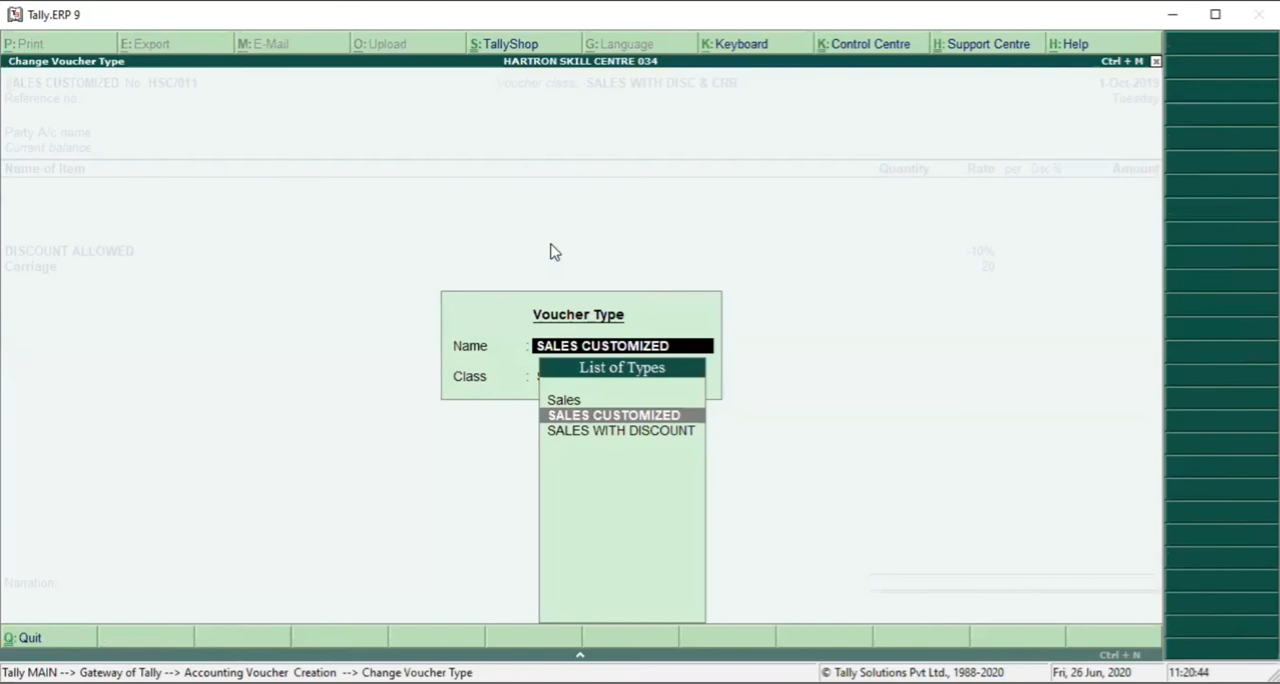 Tally.ERP 9
P: Print E: Export M: E-Mail O: Upload S: TallyShop G: Language K: Keyboard K: Control Centre H: Support Centre H: Help
Change Voucher Type HARTRON SKILL CENTRE 034 Ctrl + M
ALES CUSTOMIZED No. HSC/011 Voucher class: SALES WITH DISC & CRR 1-Oct-2019
Reference no.: Tuesday
Party A/c name
Current balance
Name of Item Quantity Rate per Disc % Amount
DISCOUNT ALLOWED -10%
Carriage 20
Voucher Type
Name : SALES CUSTOMIZED
List of Types
Class :
Sales
SALES CUSTOMIZED
SALES WITH DISCOUNT
Narration:
Q: Quit
Ctrl + N
Tally MAIN --> Gateway of Tally --> Accounting Voucher Creation --> Change Voucher Type © Tally Solutions Pvt Ltd., 1988-2020 Fri, 26 Jun, 2020 11:20:44